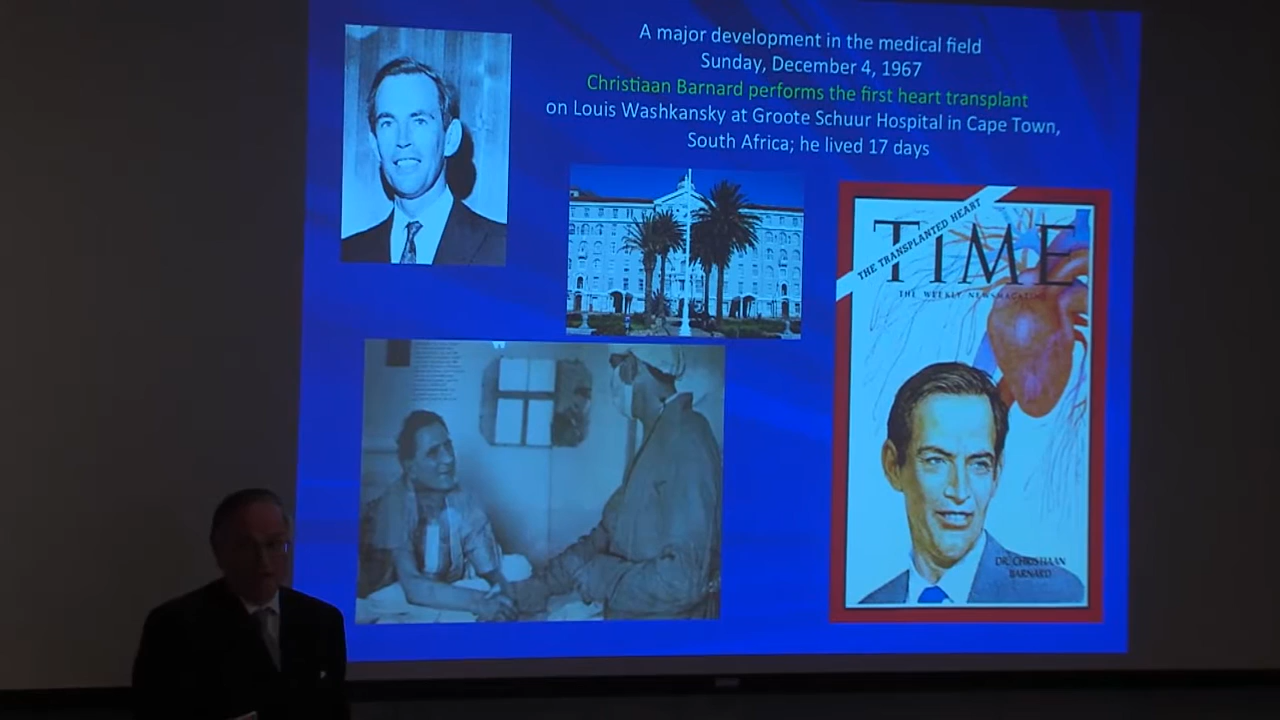 A major development in the medical field
Sunday, December 4, 1967
Christiaan Barnard performs the first heart transplant
on Louis Washkansky at Groote Schuur Hospital in Cape Town,
South Africa; he lived 17 days
THE TRANSPLANTED HEART
TIME
THE WEEKLY NEWSMAGAZINE
DR. CHRISTIAAN
BARNARD